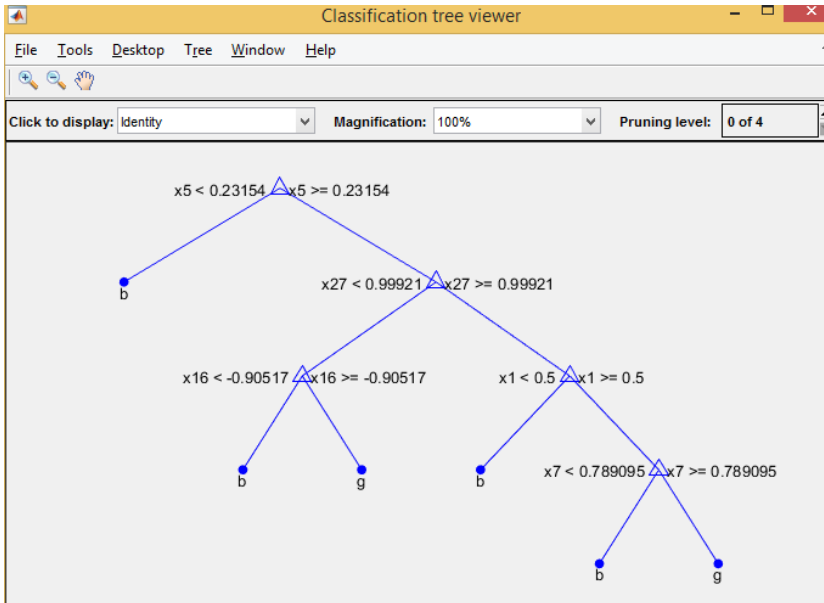 Classification tree viewer
File Tools Desktop Tree Window Help
Click to display: Identity Magnification: 100% Pruning level: 0 of 4
x5 < 0.23154 x5 >= 0.23154
b
x27 < 0.99921 x27 >= 0.99921
x16 < -0.90517 x16 >= -0.90517 x1 < 0.5 x1 >= 0.5
b g b x7 < 0.789095 x7 >= 0.789095
b g